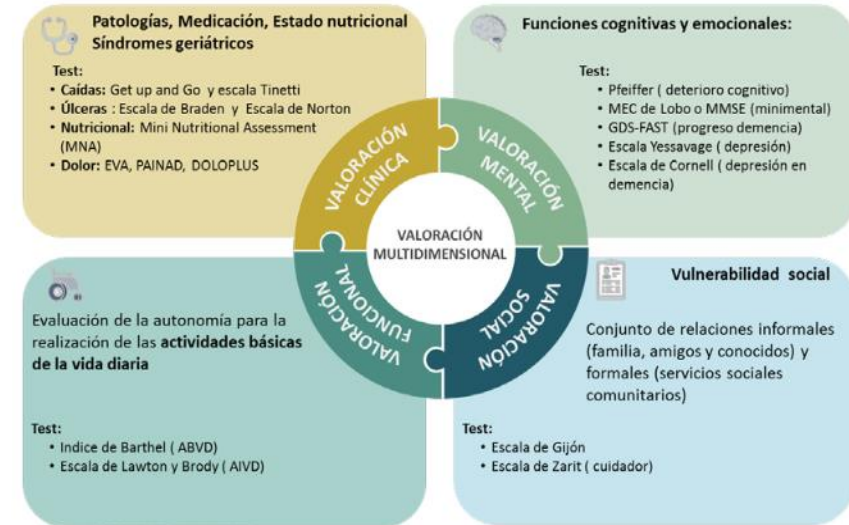 Patologías, Medicación, Estado nutricional
Síndromes geriátricos
Test:
• Caídas: Get up and Go y escala Tinetti
• Úlceras : Escala de Braden y Escala de Norton
• Nutricional: Mini Nutritional Assessment
(MNA)
• Dolor: EVA, PAINAD, DOLOPLUS
Funciones cognitivas y emocionales:
Test:
• Pfeiffer ( deterioro cognitivo)
• MEC de Lobo o MMSE (minimental)
• GDS-FAST (progreso demencia)
• Escala Yessavage ( depresión)
• Escala de Cornell ( depresión en
demencia)
VALORACIÓN
CLÍNICA
VALORACIÓN
MENTAL
VALORACIÓN
MULTIDIMENSIONAL
VALORACIÓN
FUNCIONAL
VALORACIÓN
SOCIAL
Evaluación de la autonomía para la
realización de las actividades básicas
de la vida diaria
Test:
• Indice de Barthel ( ABVD)
• Escala de Lawton y Brody ( AIVD)
Vulnerabilidad social
Conjunto de relaciones informales
(familia, amigos y conocidos) y
formales (servicios sociales
comunitarios)
Test:
• Escala de Gijón
• Escala de Zarit ( cuidador)